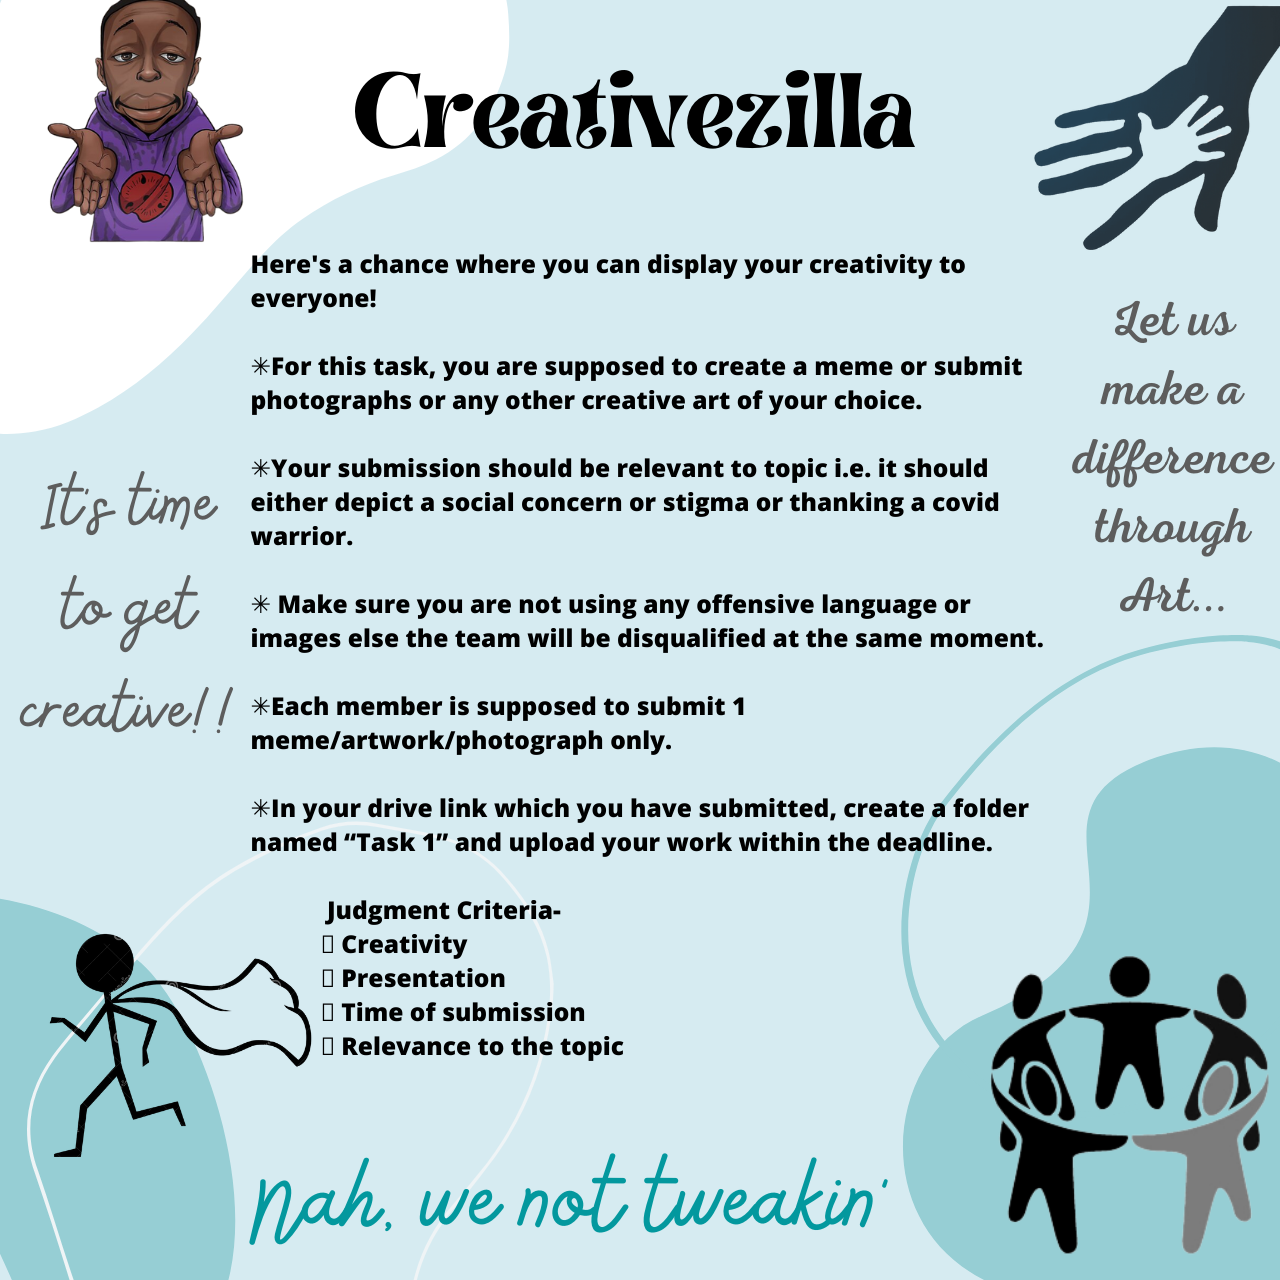 Creativezilla
Here's a chance where you can display your creativity to
everyone!
✳For this task, you are supposed to create a meme or submit
photographs or any other creative art of your choice.
✳Your submission should be relevant to topic i.e. it should
either depict a social concern or stigma or thanking a covid
warrior.
✳ Make sure you are not using any offensive language or
images else the team will be disqualified at the same moment.
✳Each member is supposed to submit 1
meme/artwork/photograph only.
✳In your drive link which you have submitted, create a folder
named “Task 1” and upload your work within the deadline.
Judgment Criteria-
Creativity
Presentation
Time of submission
Relevance to the topic
It's time
to get
creative!!
Let us
make a
difference
through
Art...
Nah, we not tweakin'